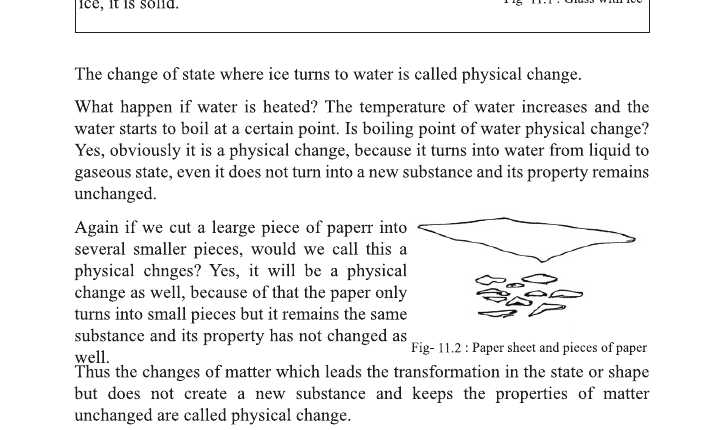 ice, it is solid.
Fig- 11.1 : Glass with ice
The change of state where ice turns to water is called physical change.
What happen if water is heated? The temperature of water increases and the
water starts to boil at a certain point. Is boiling point of water physical change?
Yes, obviously it is a physical change, because it turns into water from liquid to
gaseous state, even it does not turn into a new substance and its property remains
unchanged.
Again if we cut a learge piece of paperr into
several smaller pieces, would we call this a
physical chnges? Yes, it will be a physical
change as well, because of that the paper only
turns into small pieces but it remains the same
substance and its property has not changed as
well.
Fig- 11.2 : Paper sheet and pieces of paper
Thus the changes of matter which leads the transformation in the state or shape
but does not create a new substance and keeps the properties of matter
unchanged are called physical change.